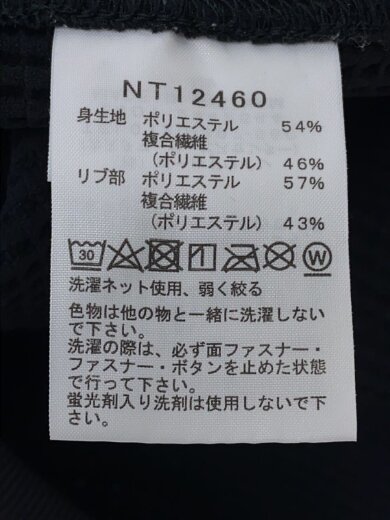 NT12460
身生地 ポリエステル 54%
複合繊維
(ポリエステル) 46%
リブ部 ポリエステル 57%
複合繊維
(ポリエステル) 43%
30 W
洗濯ネット使用、弱く絞る
色物は他の物と一緒に洗濯しない
で下さい。
洗濯の際は、必ず面ファスナー・
ファスナー・ボタンを止めた状態
で行って下さい。
蛍光剤入り洗剤は使用しないで下
さい。